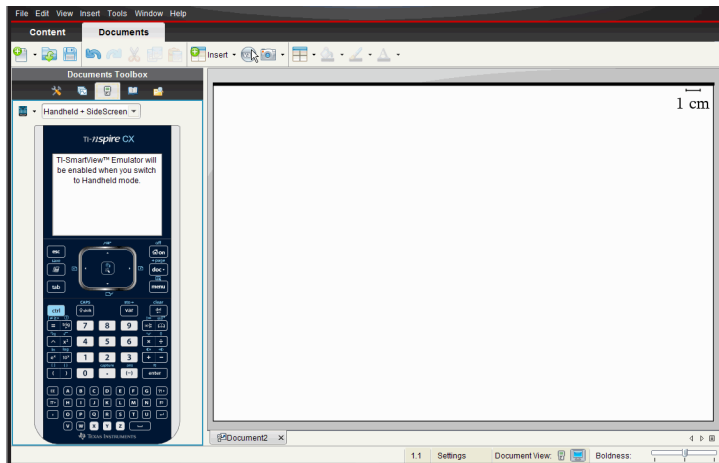 File Edit View Insert Tools Window Help
Content Documents
Insert
Documents Toolbox
Handheld + SideScreen
1 cm
TI-nspire CX
TI-SmartView™ Emulator will
be enabled when you switch
to Handheld mode.
esc
on
doc
tab
menu
ctrl
CAPS
shift
var
clear
7 8 9
4 5 6
1 2 3
0 . (-) enter
A B C D E F G
H I J K L M N
O P Q R S T U
V W X Y Z
Texas Instruments
Document2 ×
1.1 Settings Document View: Boldness: